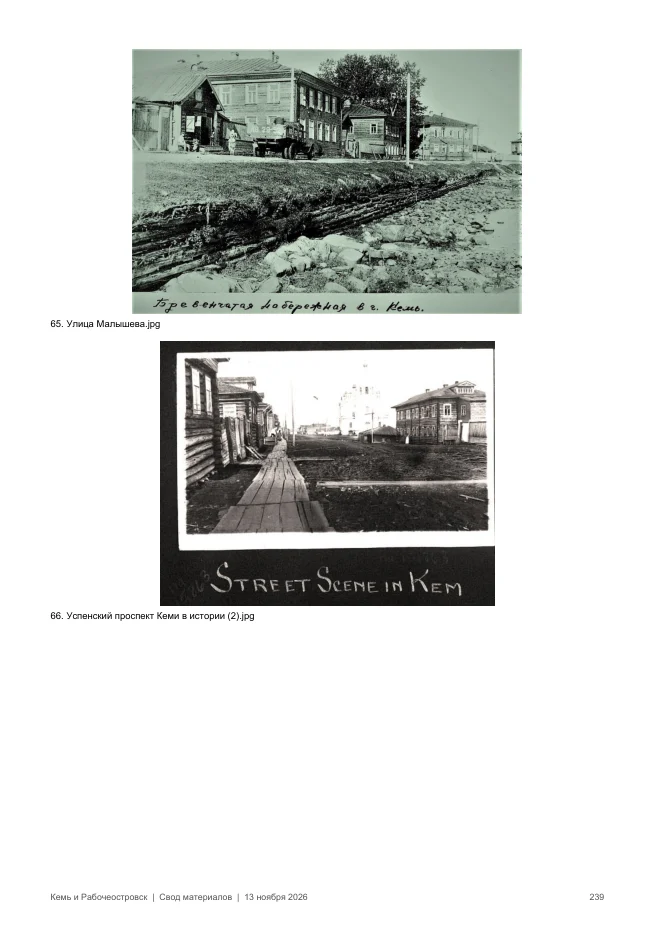 Бревенчатая набережная в г. Кемь.
65. Улица Малышева.jpg
STREET SCENE IN KEM
66. Успенский проспект Кеми в истории (2).jpg
Кемь и Рабочеостровск | Свод материалов | 13 ноября 2026
239